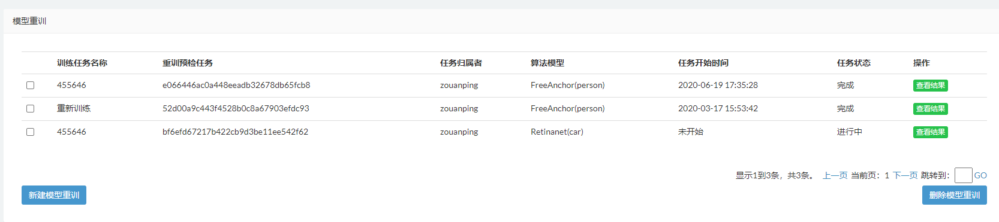 模型重训
训练任务名称 重训预检任务 任务归属者 算法模型 任务开始时间 任务状态 操作
455646 e066446ac0a448eeadb32678db65fcb8 zouanping FreeAnchor(person) 2020-06-19 17:35:28 完成 查看结果
重新训练 52d00a9c443f4528b0c8a67903efdc93 zouanping FreeAnchor(person) 2020-03-17 15:53:42 完成 查看结果
455646 bf6efd67217b422cb9d3be11ee542f62 zouanping Retinanet(car) 未开始 进行中 查看结果
显示1到3条，共3条。 上一页 当前页：1 下一页 跳转到： GO
新建模型重训 删除模型重训